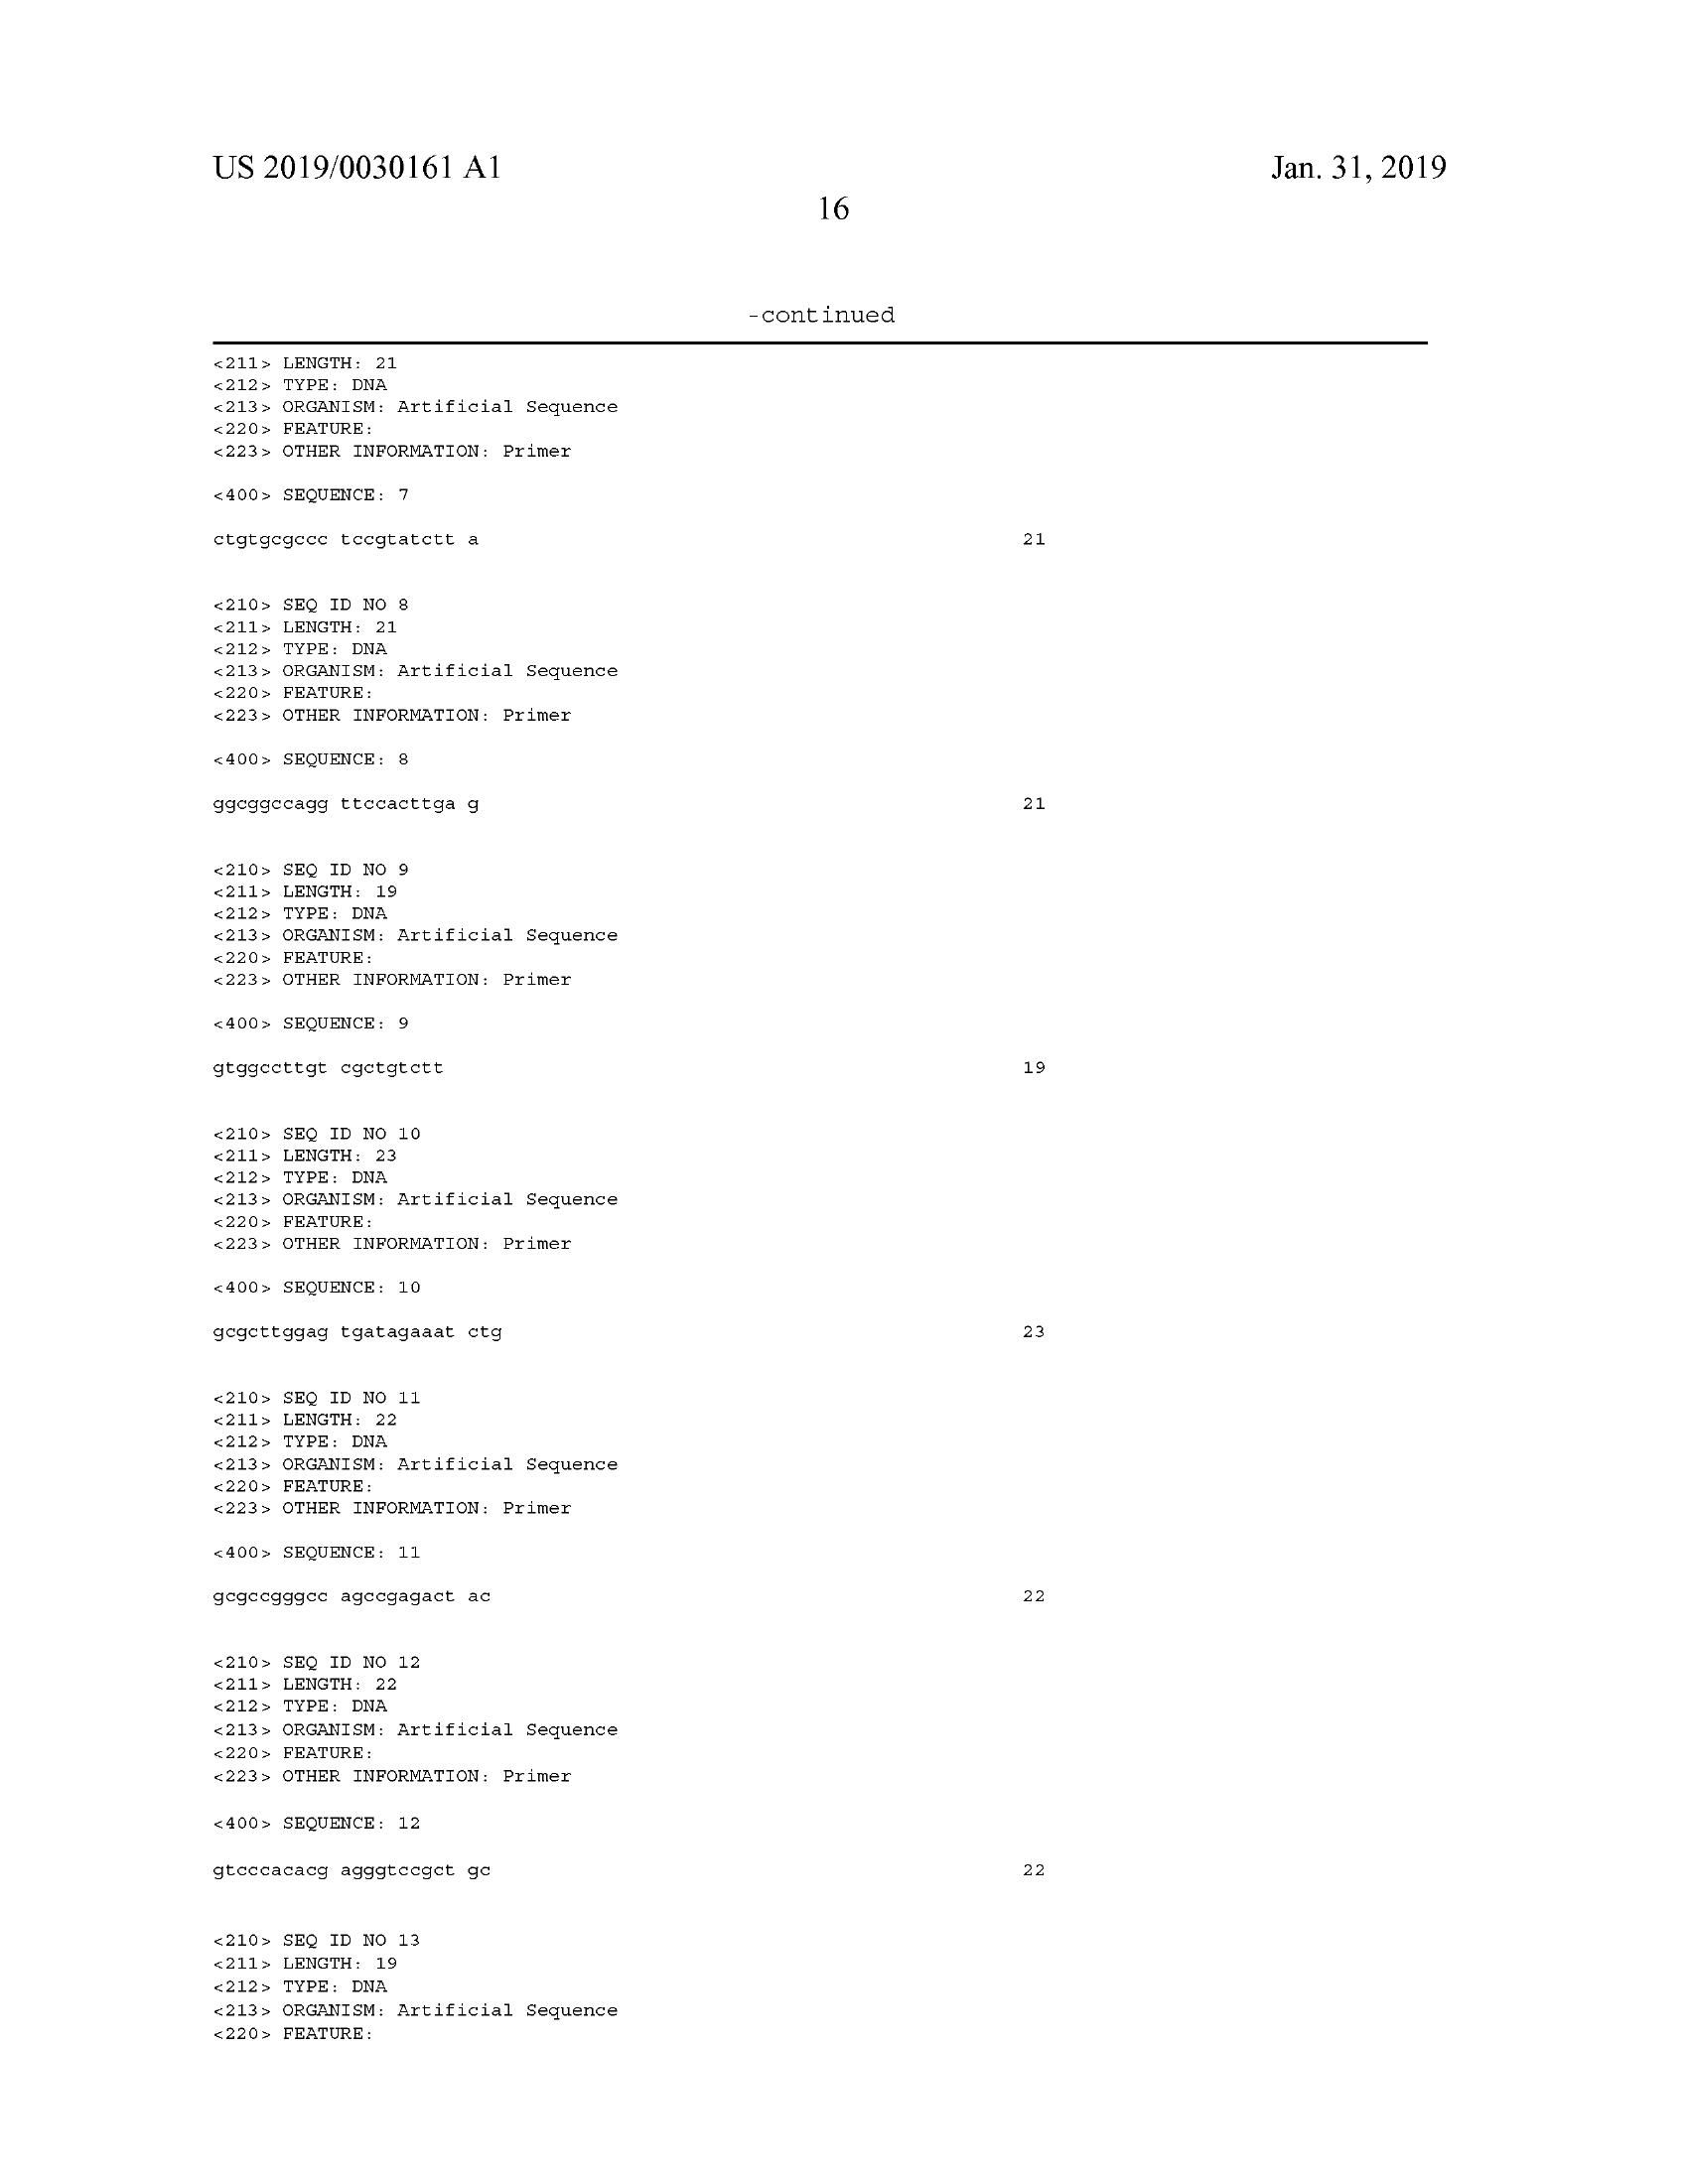 US 2019/0030161 A1
Jan. 31, 2019
16
-continued
<211> LENGTH: 21
<212> TYPE: DNA
<213> ORGANISM: Artificial Sequence
<220> FEATURE:
<223> OTHER INFORMATION: Primer
<400> SEQUENCE: 7
ctgtgcgccc tccgtatctt a 21
<210> SEQ ID NO 8
<211> LENGTH: 21
<212> TYPE: DNA
<213> ORGANISM: Artificial Sequence
<220> FEATURE:
<223> OTHER INFORMATION: Primer
<400> SEQUENCE: 8
ggcggccagg ttccacttga g 21
<210> SEQ ID NO 9
<211> LENGTH: 19
<212> TYPE: DNA
<213> ORGANISM: Artificial Sequence
<220> FEATURE:
<223> OTHER INFORMATION: Primer
<400> SEQUENCE: 9
gtggccttgt cgctgtctt 19
<210> SEQ ID NO 10
<211> LENGTH: 23
<212> TYPE: DNA
<213> ORGANISM: Artificial Sequence
<220> FEATURE:
<223> OTHER INFORMATION: Primer
<400> SEQUENCE: 10
gcgcttggag tgatagaaat ctg 23
<210> SEQ ID NO 11
<211> LENGTH: 22
<212> TYPE: DNA
<213> ORGANISM: Artificial Sequence
<220> FEATURE:
<223> OTHER INFORMATION: Primer
<400> SEQUENCE: 11
gcgccgggcc agccgagact ac 22
<210> SEQ ID NO 12
<211> LENGTH: 22
<212> TYPE: DNA
<213> ORGANISM: Artificial Sequence
<220> FEATURE:
<223> OTHER INFORMATION: Primer
<400> SEQUENCE: 12
gtcccacacg agggtccgct gc 22
<210> SEQ ID NO 13
<211> LENGTH: 19
<212> TYPE: DNA
<213> ORGANISM: Artificial Sequence
<220> FEATURE: